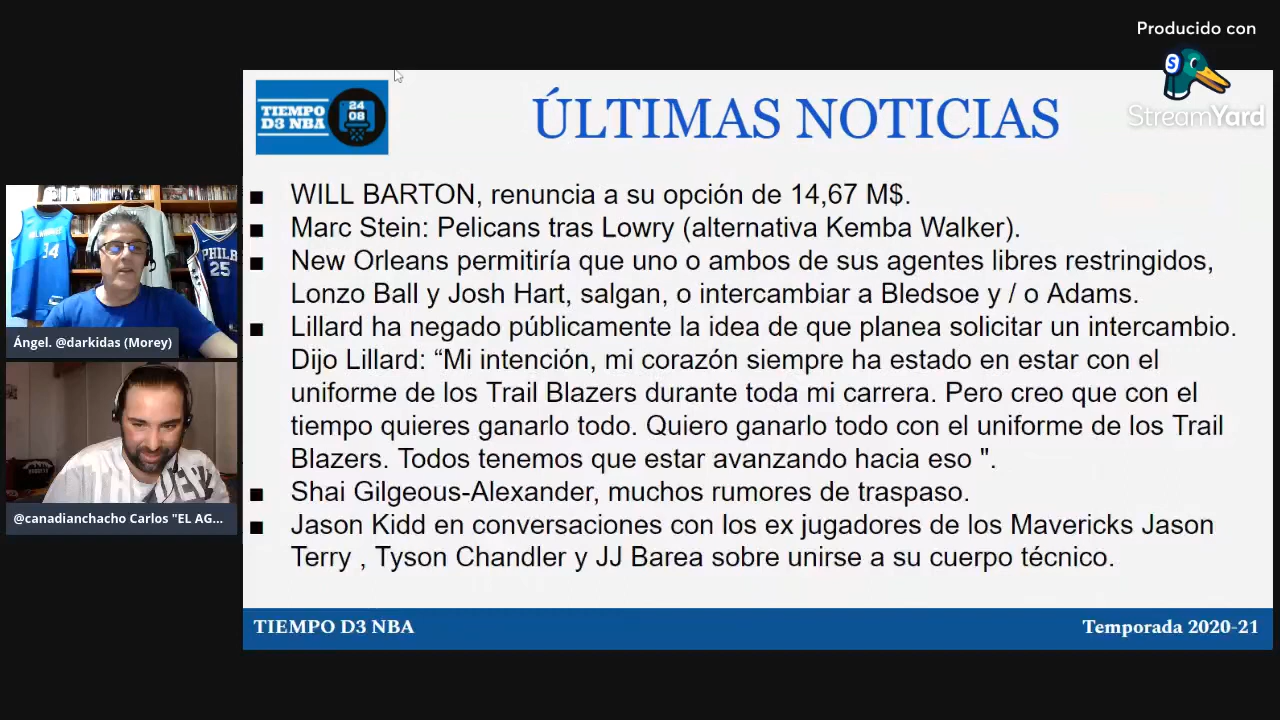 Producido con
StreamYard
TIEMPO
D3 NBA
24
08
ÚLTIMAS NOTICIAS
■ WILL BARTON, renuncia a su opción de 14,67 M$.
■ Marc Stein: Pelicans tras Lowry (alternativa Kemba Walker).
■ New Orleans permitiría que uno o ambos de sus agentes libres restringidos,
Lonzo Ball y Josh Hart, salgan, o intercambiar a Bledsoe y / o Adams.
■ Lillard ha negado públicamente la idea de que planea solicitar un intercambio.
Dijo Lillard: “Mi intención, mi corazón siempre ha estado en estar con el
uniforme de los Trail Blazers durante toda mi carrera. Pero creo que con el
tiempo quieres ganarlo todo. Quiero ganarlo todo con el uniforme de los Trail
Blazers. Todos tenemos que estar avanzando hacia eso ".
■ Shai Gilgeous-Alexander, muchos rumores de traspaso.
■ Jason Kidd en conversaciones con los ex jugadores de los Mavericks Jason
Terry , Tyson Chandler y JJ Barea sobre unirse a su cuerpo técnico.
34
PHILA
25
Ángel. @darkidas (Morey)
@canadianchacho Carlos "EL AG...
TIEMPO D3 NBA
Temporada 2020-21